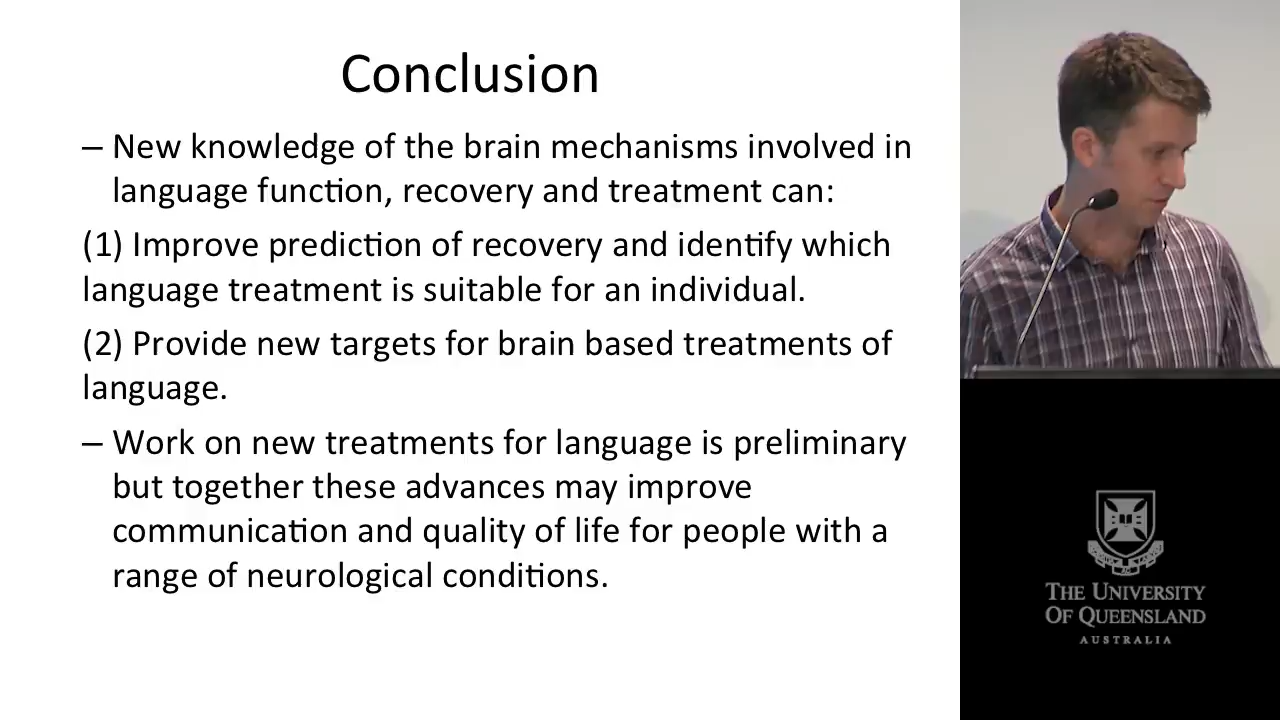 Conclusion
– New knowledge of the brain mechanisms involved in
language function, recovery and treatment can:
(1) Improve prediction of recovery and identify which
language treatment is suitable for an individual.
(2) Provide new targets for brain based treatments of
language.
– Work on new treatments for language is preliminary
but together these advances may improve
communication and quality of life for people with a
range of neurological conditions.
THE UNIVERSITY
OF QUEENSLAND
AUSTRALIA